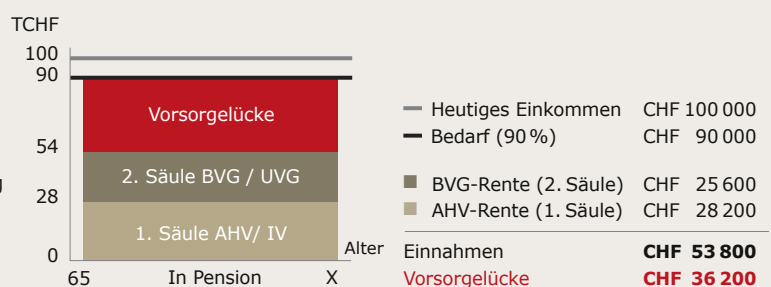 TCHF
100
90
Vorsorgelücke
54
2. Säule BVG / UVG
28
1. Säule AHV/ IV
0
Alter
65 In Pension X
Heutiges Einkommen CHF 100 000
Bedarf (90 %) CHF 90 000
BVG-Rente (2. Säule) CHF 25 600
AHV-Rente (1. Säule) CHF 28 200
Einnahmen CHF 53 800
Vorsorgelücke CHF 36 200